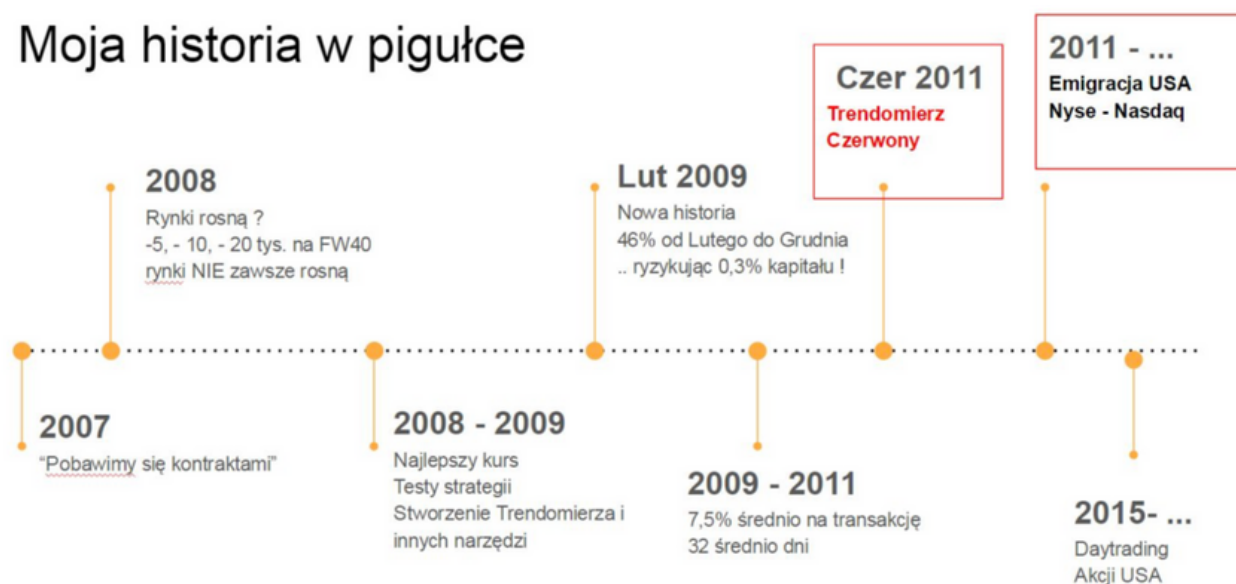 Moja historia w pigułce
2007
“Pobawimy się kontraktami”
2008
Rynki rosną ?
-5, - 10, - 20 tys. na FW40
rynki NIE zawsze rosną
2008 - 2009
Najlepszy kurs
Testy strategii
Stworzenie Trendomierza i
innych narzędzi
Lut 2009
Nowa historia
46% od Lutego do Grudnia
.. ryzykując 0,3% kapitału !
2009 - 2011
7,5% średnio na transakcję
32 średnio dni
Czer 2011
Trendomierz
Czerwony
2011 - ...
Emigracja USA
Nyse - Nasdaq
2015- ...
Daytrading
Akcji USA